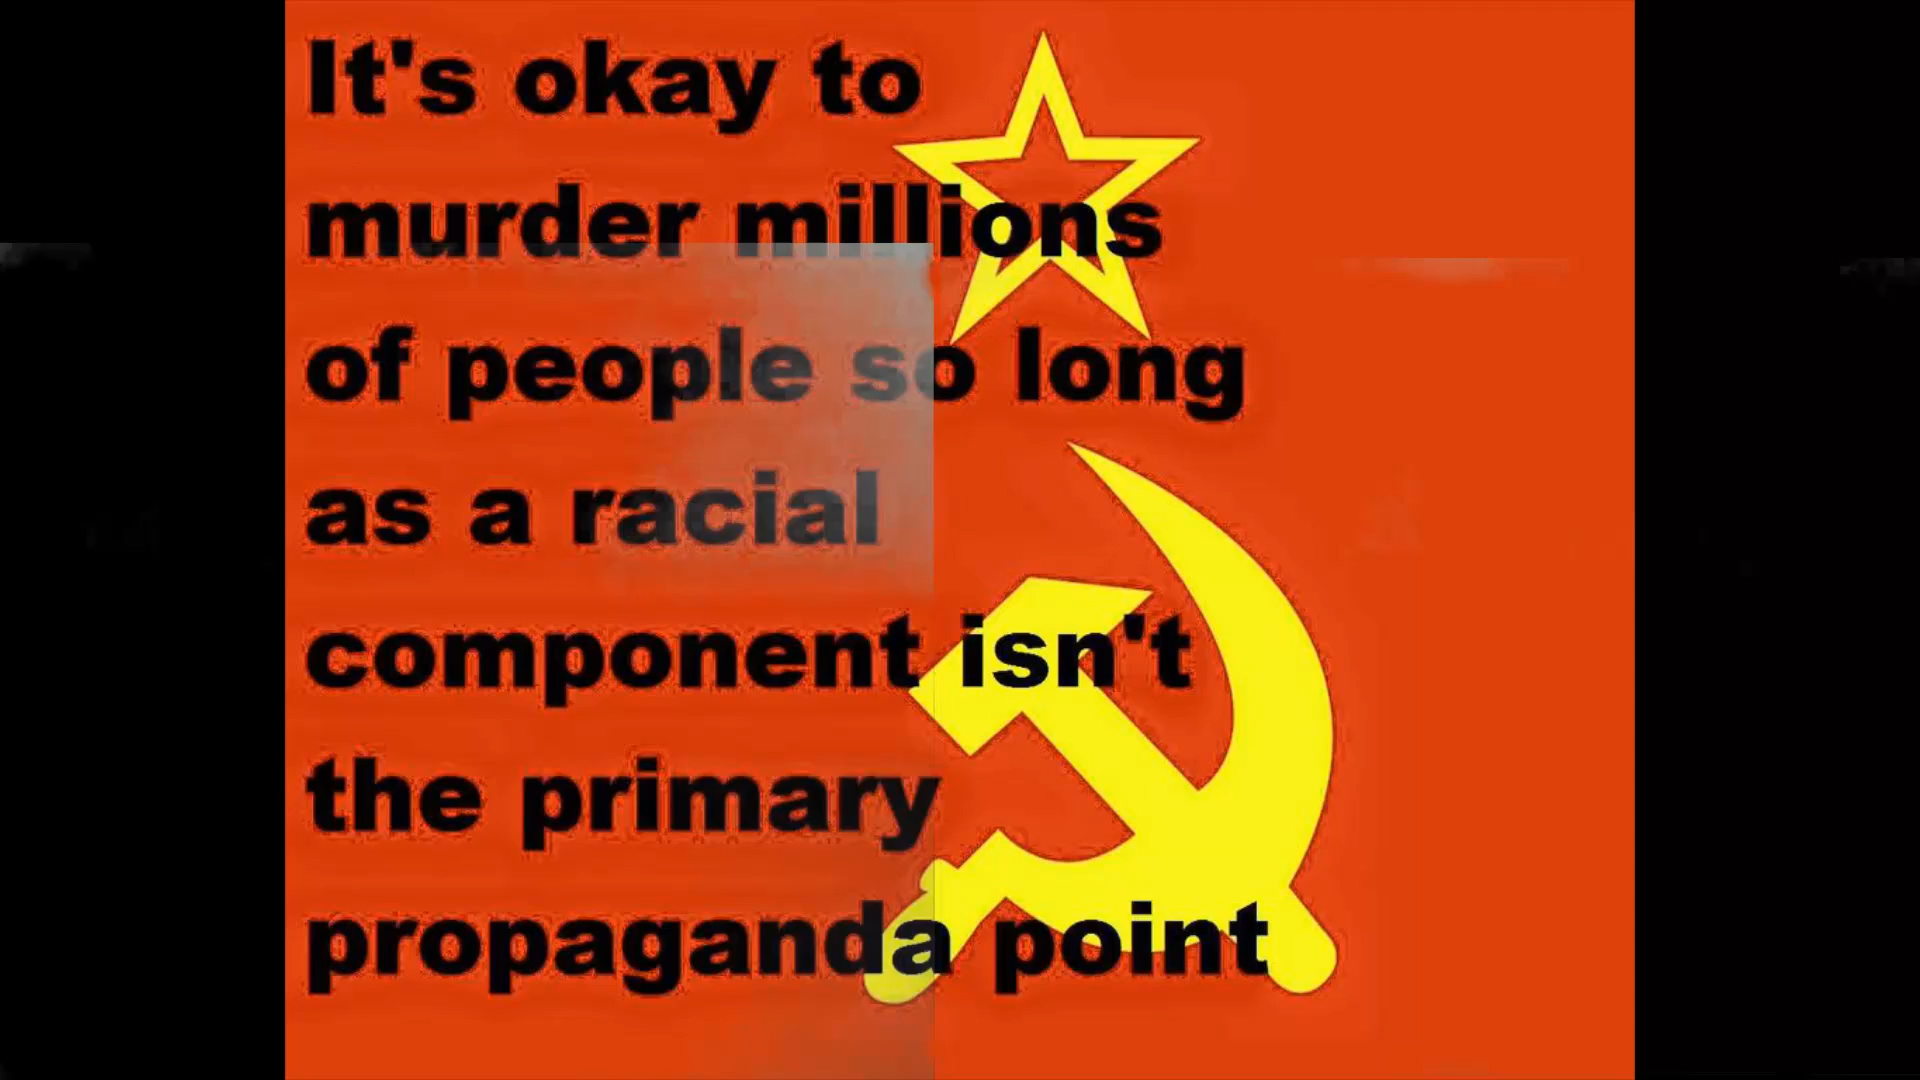 It's okay to
murder millions
of people so long
as a racial
component isn't
the primary
propaganda point